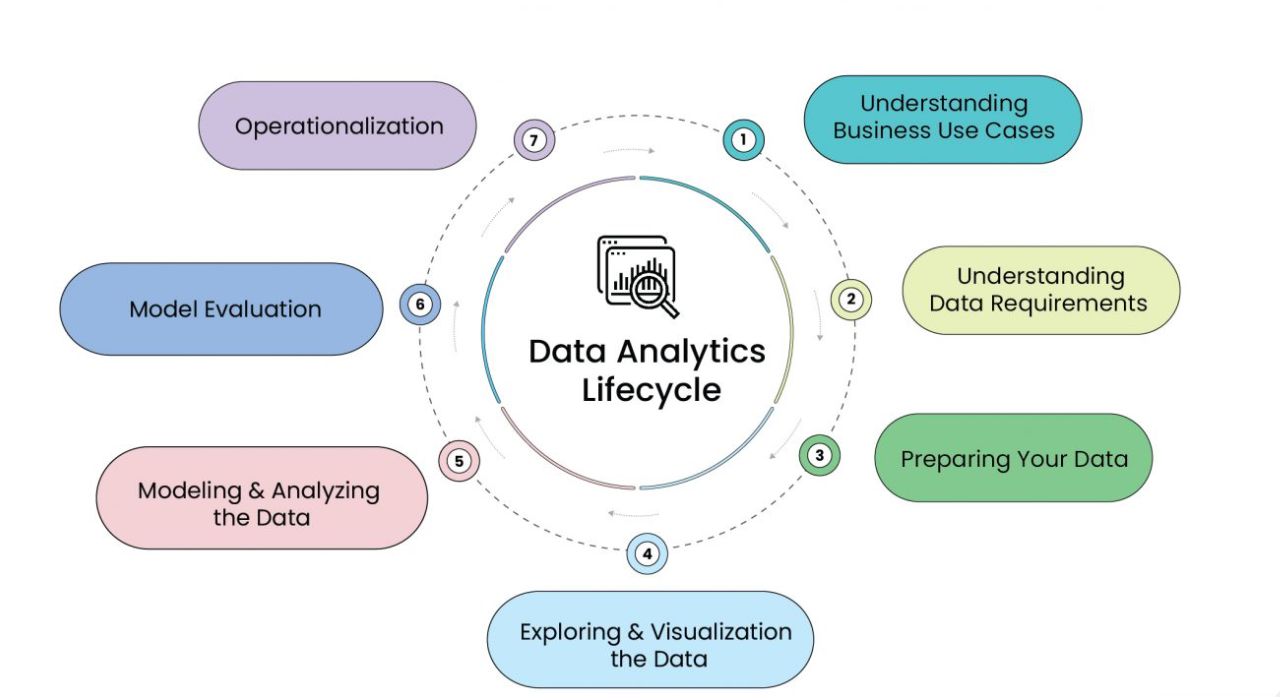 Data Analytics
Lifecycle
1
Understanding
Business Use Cases
2
Understanding
Data Requirements
3
Preparing Your Data
4
Exploring & Visualization
the Data
5
Modeling & Analyzing
the Data
6
Model Evaluation
7
Operationalization